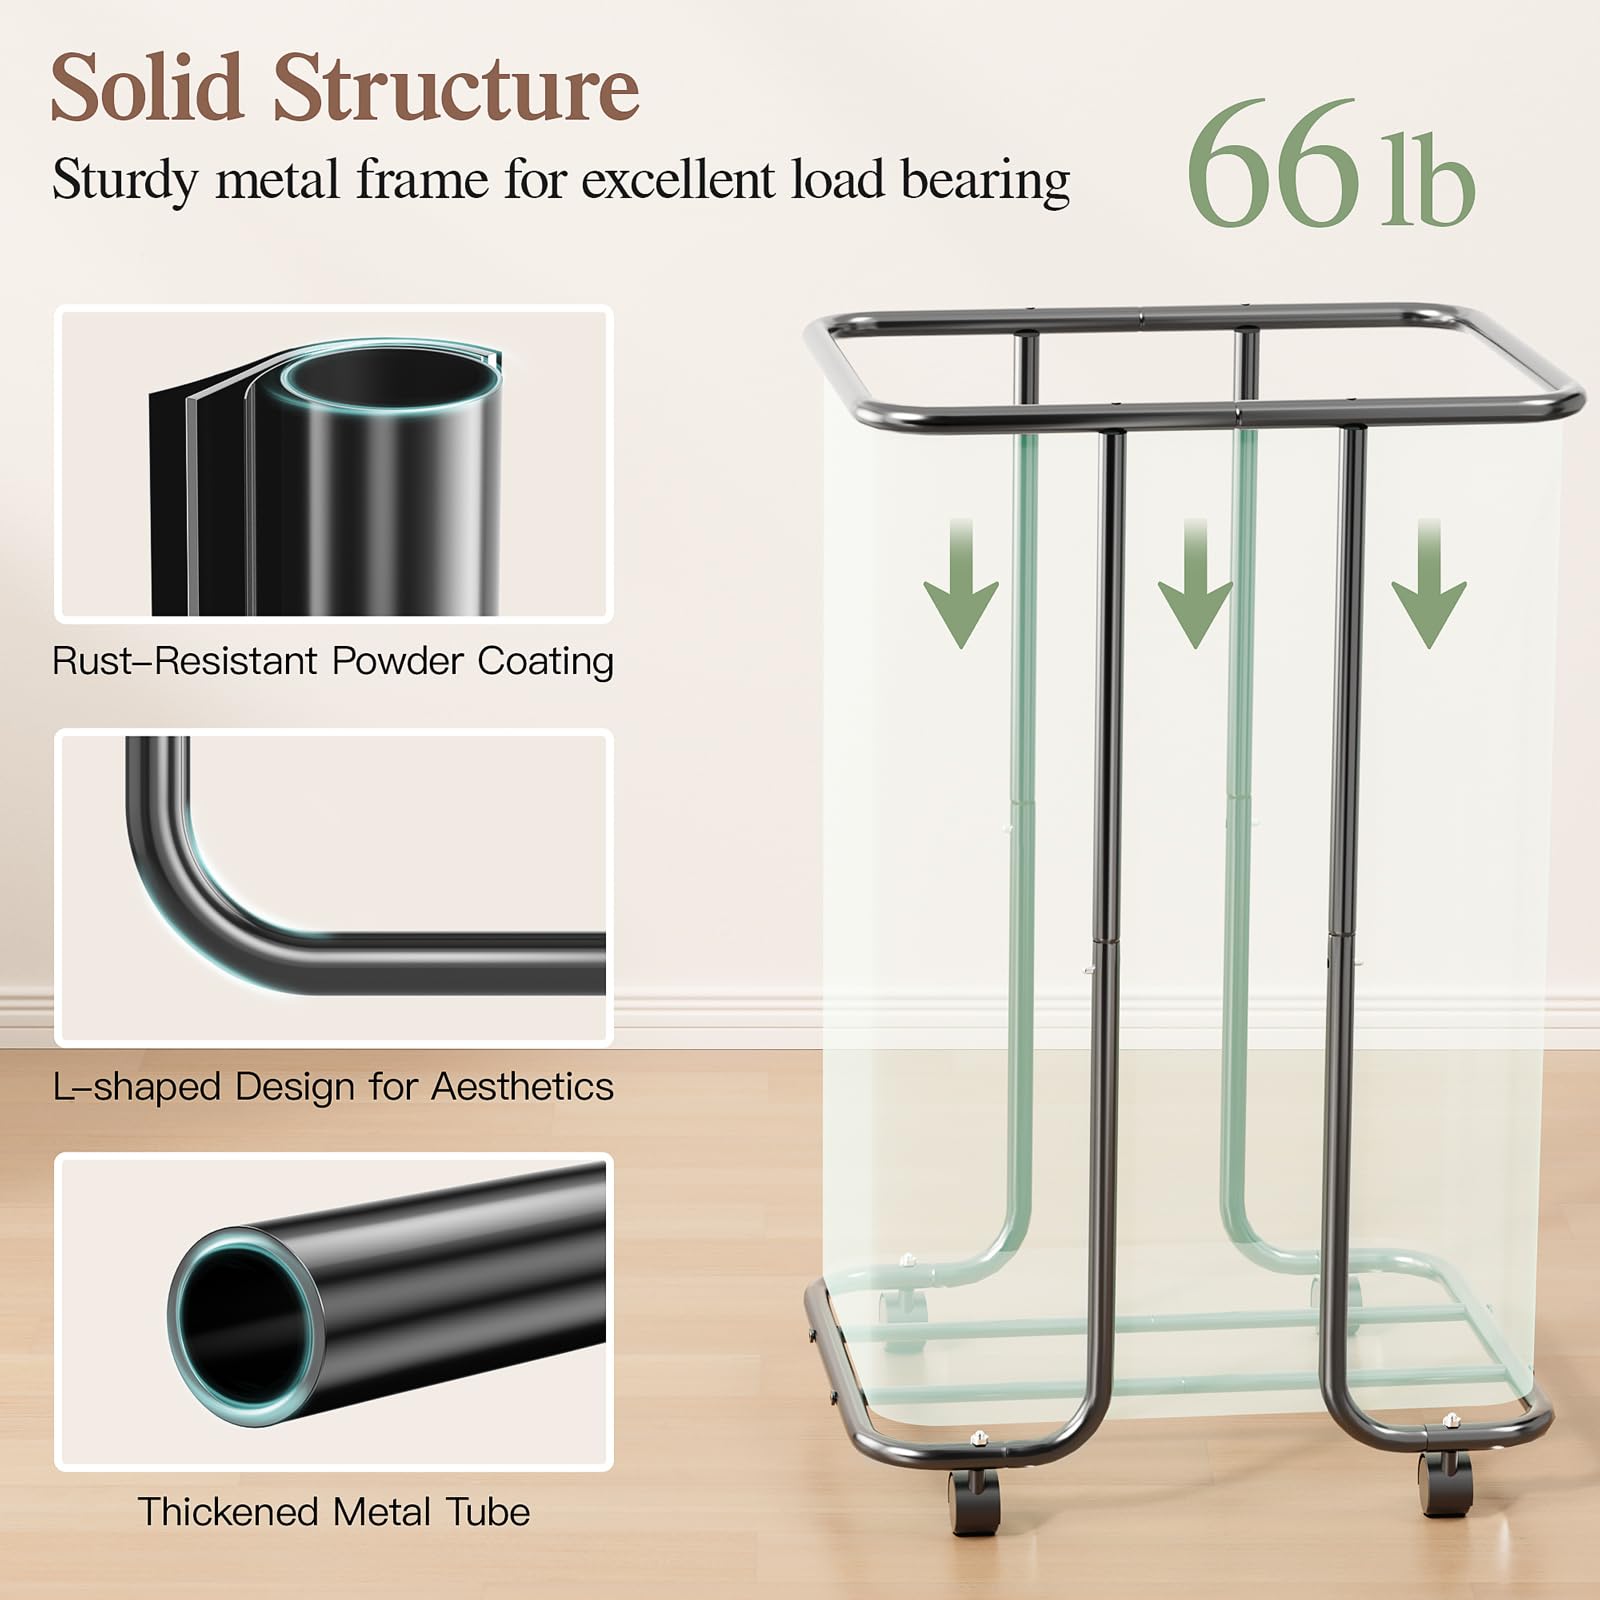 Solid Structure
Sturdy metal frame for excellent load bearing
66 lb
Rust-Resistant Powder Coating
L-shaped Design for Aesthetics
Thickened Metal Tube